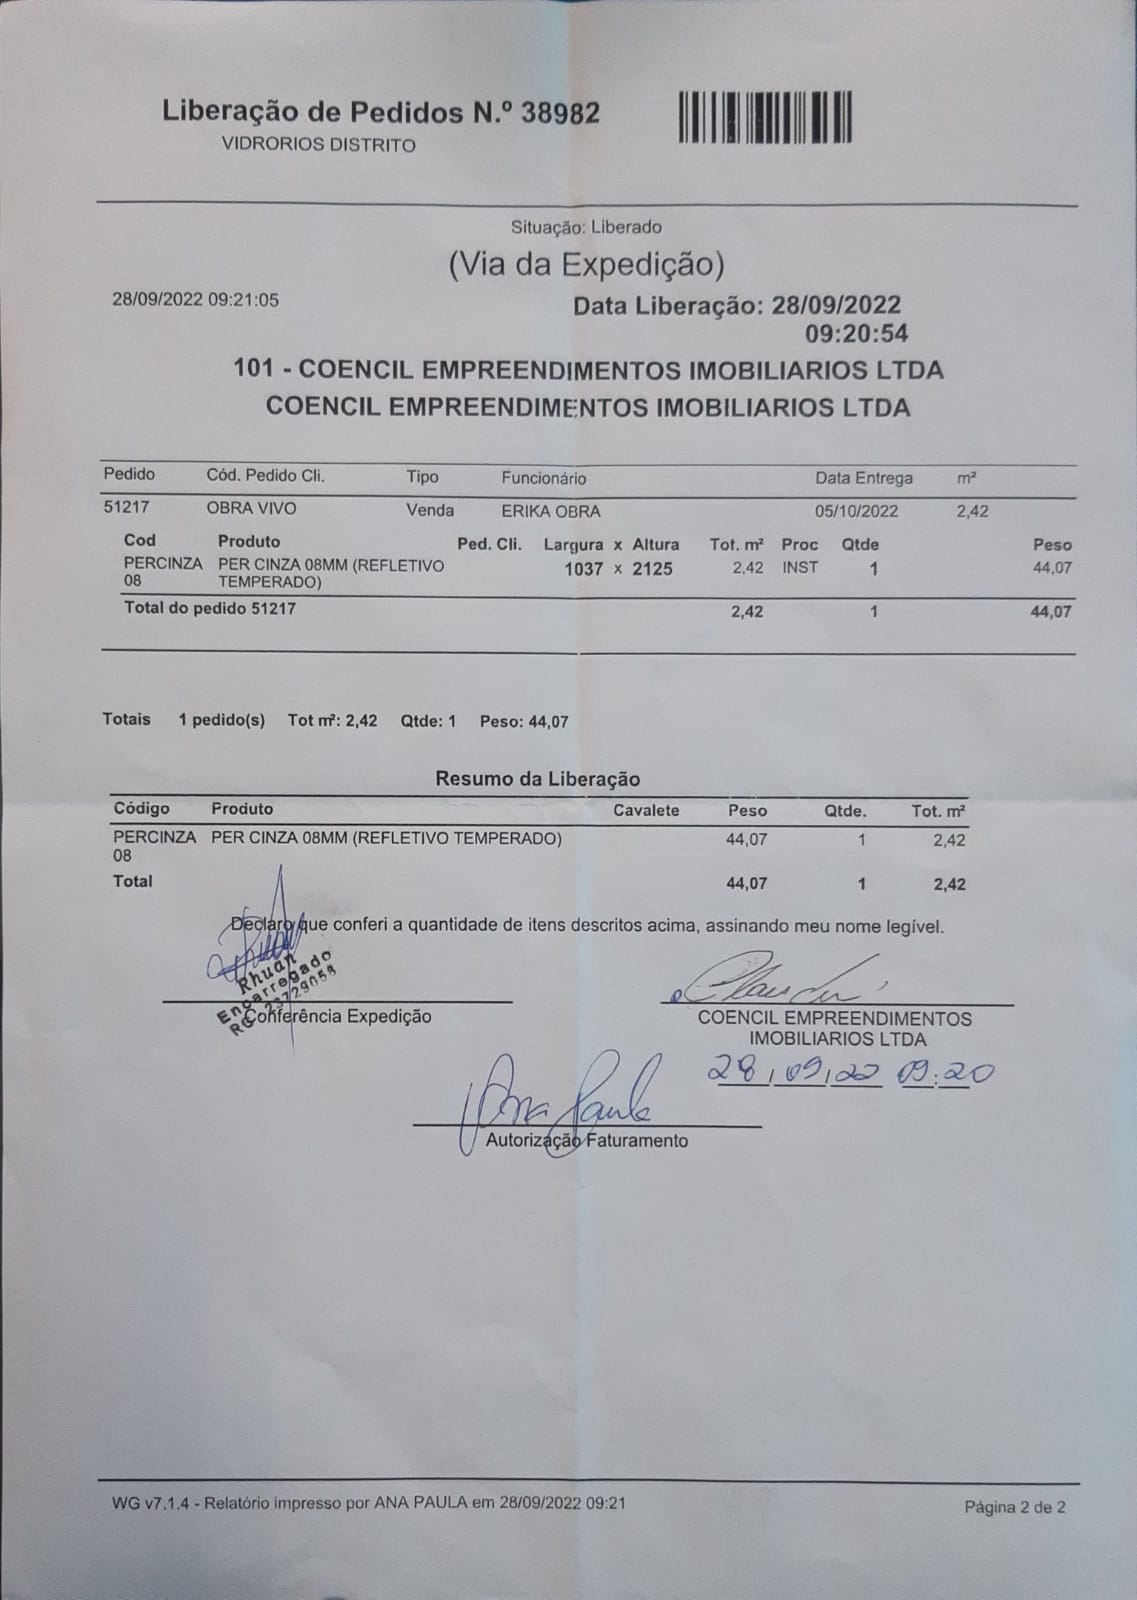 Liberação de Pedidos N.º 38982
VIDRORIOS DISTRITO
Situação: Liberado
(Via da Expedição)
28/09/2022 09:21:05
Data Liberação: 28/09/2022
09:20:54
101 - COENCIL EMPREENDIMENTOS IMOBILIARIOS LTDA
COENCIL EMPREENDIMENTOS IMOBILIARIOS LTDA
Pedido Cód. Pedido Cli. Tipo Funcionário Data Entrega m²
51217 OBRA VIVO Venda ERIKA OBRA 05/10/2022 2,42
Cod Produto Ped. Cli. Largura x Altura Tot. m² Proc Qtde Peso
PERCINZA PER CINZA 08MM (REFLETIVO 1037 x 2125 2,42 INST 1 44,07
08 TEMPERADO)
Total do pedido 51217 2,42 1 44,07
Totais 1 pedido(s) Tot m²: 2,42 Qtde: 1 Peso: 44,07
Resumo da Liberação
Código Produto Cavalete Peso Qtde. Tot. m²
PERCINZA PER CINZA 08MM (REFLETIVO TEMPERADO) 44,07 1 2,42
08
Total 44,07 1 2,42
Declaro que conferi a quantidade de itens descritos acima, assinando meu nome legível.
Rhuan
Encarregado
RG 23729058
Conferência Expedição
COENCIL EMPREENDIMENTOS
IMOBILIARIOS LTDA
28/09/22 09:20
Ana Paula
Autorização Faturamento
WG v7.1.4 - Relatório impresso por ANA PAULA em 28/09/2022 09:21
Página 2 de 2